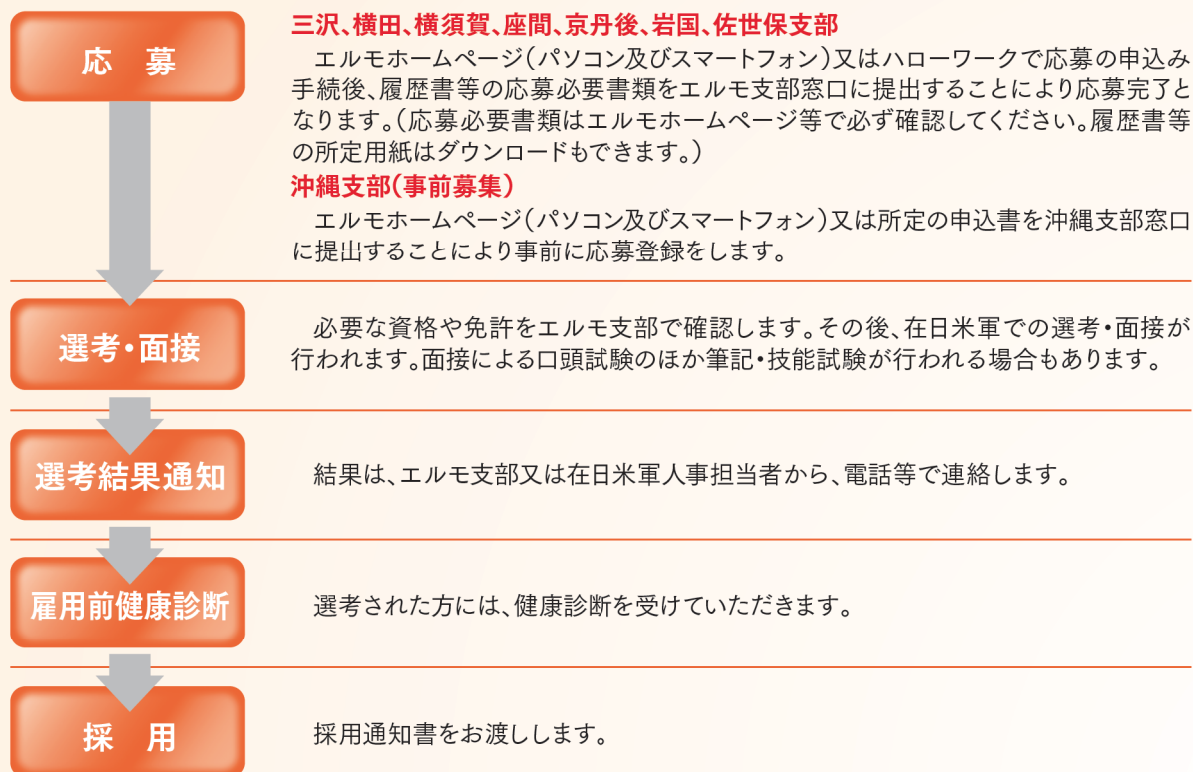 応　募
三沢、横田、横須賀、座間、京丹後、岩国、佐世保支部
エルモホームページ（パソコン及びスマートフォン）又はハローワークで応募の申込み
手続後、履歴書等の応募必要書類をエルモ支部窓口に提出することにより応募完了と
なります。（応募必要書類はエルモホームページ等で必ず確認してください。履歴書等
の所定用紙はダウンロードもできます。）
沖縄支部（事前募集）
エルモホームページ（パソコン及びスマートフォン）又は所定の申込書を沖縄支部窓口
に提出することにより事前に応募登録をします。
選考・面接
必要な資格や免許をエルモ支部で確認します。その後、在日米軍での選考・面接が
行われます。面接による口頭試験のほか筆記・技能試験が行われる場合もあります。
選考結果通知
結果は、エルモ支部又は在日米軍人事担当者から、電話等で連絡します。
雇用前健康診断
選考された方には、健康診断を受けていただきます。
採　用
採用通知書をお渡しします。